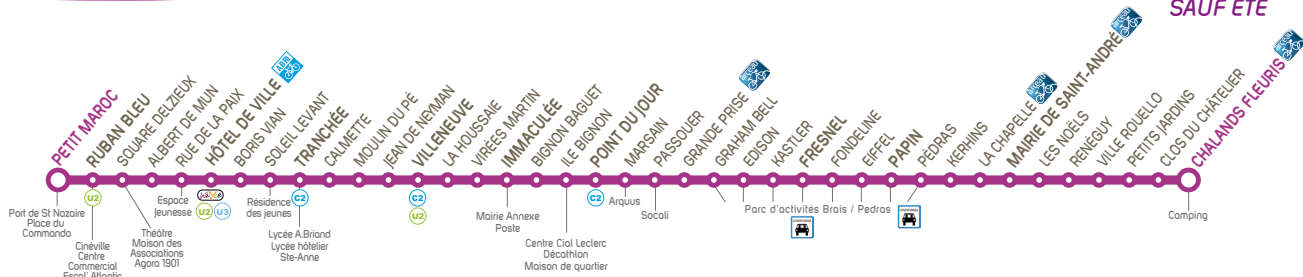 SAUF ÉTÉ
PETIT MAROC
RUBAN BLEU
SQUARE DELZIEUX
ALBERT DE MUN
RUE DE LA PAIX
HÔTEL DE VILLE
BORIS VIAN
SOLEIL LEVANT
TRANCHÉE
CALMETTE
MOULIN DU PÉ
JEAN DE NEYMAN
VILLENEUVE
LA HOUSSAIE
VIRÉES MARTIN
IMMACULÉE
BIGNON BAGUET
ILE BIGNON
POINT DU JOUR
MARSAIN
PASSOUER
GRANDE PRISE
GRAHAM BELL
EDISON
KASTLER
FRESNEL
FONDELINE
EIFFEL
PAPIN
PÉDRAS
KERHINS
LA CHAPELLE
MAIRIE DE SAINT-ANDRÉ
LES NOËLS
RENÉGUY
VILLE ROUELLO
PETITS JARDINS
CLOS DU CHÂTELIER
CHALANDS FLEURIS
Port de St Nazaire
Place du
Commando
U2
Cinéville
Centre
Commercial
Escal' Atlantic
Théâtre
Maison des
Associations
Agora 1901
Espace
Jeunesse
hélyce
U2 U3
Résidence
des jeunes
C2
Lycée A.Briand
Lycée hôtelier
Ste-Anne
C2
U2
Mairie Annexe
Poste
Centre Cial Leclerc
Décathlon
Maison de quartier
C2
Arquus
Socali
Parc d'activités Brais / Pedras
Camping